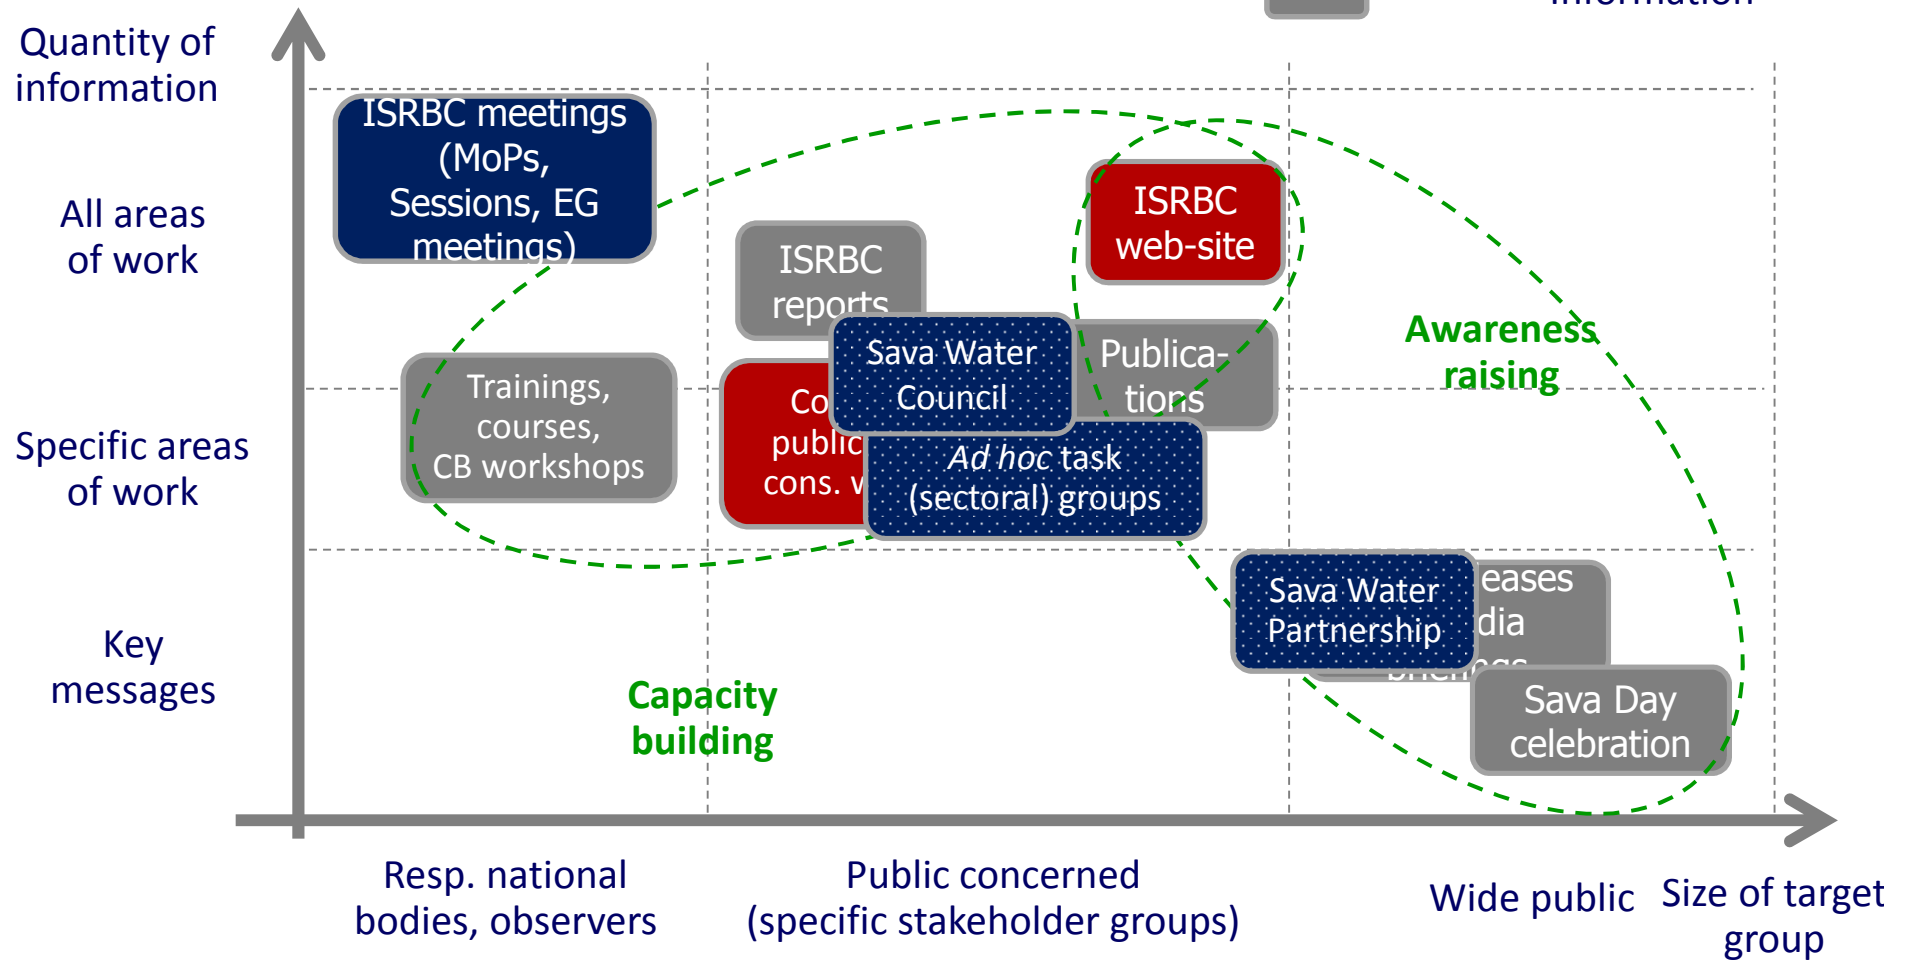 information
Quantity of
information
ISRBC meetings
(MoPs,
Sessions, EG
meetings)
All areas
of work
ISRBC
web-site
ISRBC
reports
Awareness
raising
Sava Water
Council
Publica-
tions
Trainings,
courses,
CB workshops
public
cons.
Ad hoc task
(sectoral) groups
Specific areas
of work
Sava Water
Partnership
Key
messages
Capacity
building
Sava Day
celebration
Resp. national
bodies, observers
Public concerned
(specific stakeholder groups)
Wide public
Size of target
group